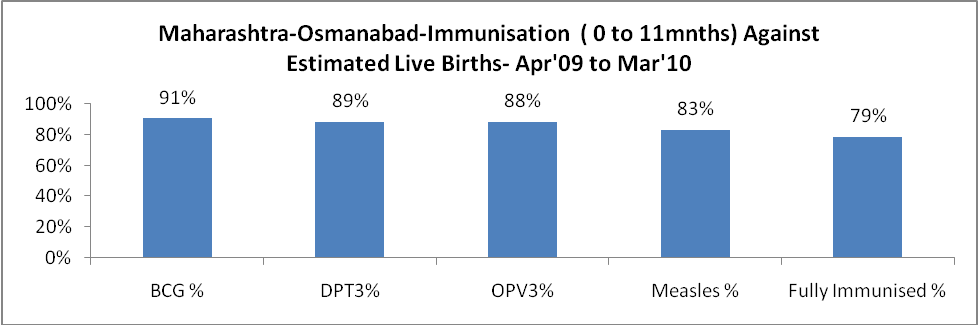 Maharashtra-Osmanabad-Immunisation ( 0 to 11mnths) Against
Estimated Live Births- Apr'09 to Mar'10
91% 89% 88% 83% 79%
100%
80%
60%
40%
20%
0%
BCG % DPT3% OPV3% Measles % Fully Immunised %